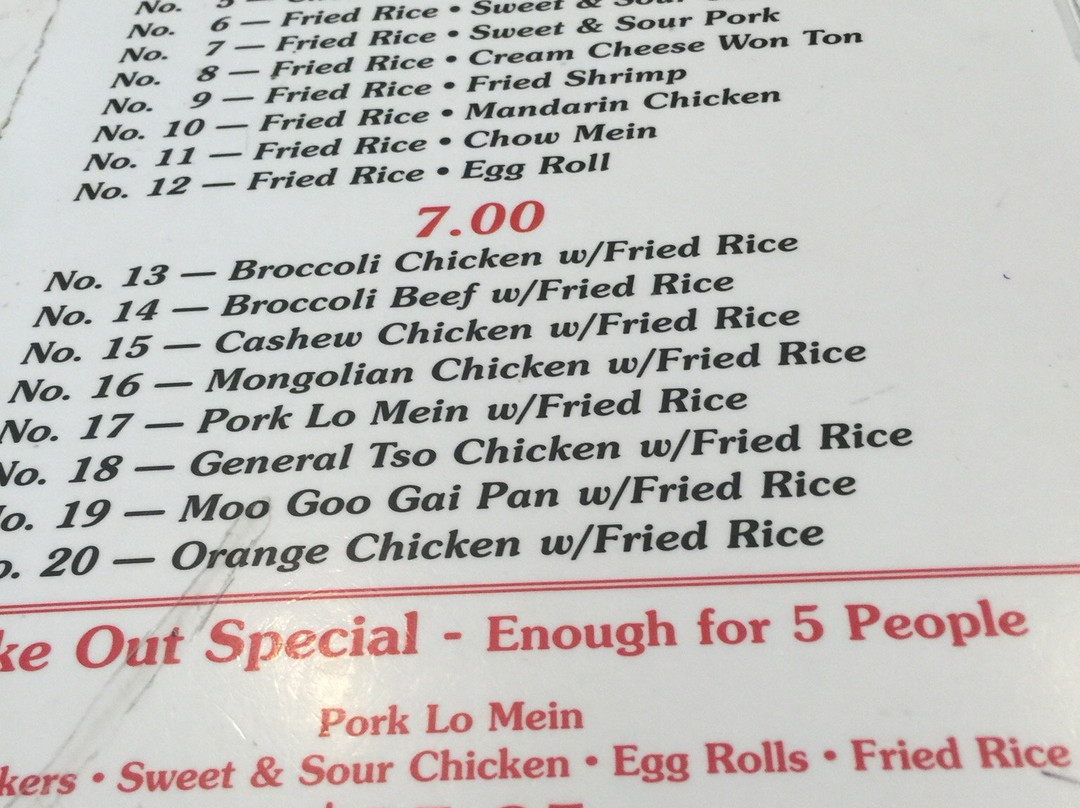 No. 5 —
No. 6 — Fried Rice • Sweet & Sour
No. 7 — Fried Rice • Sweet & Sour Pork
No. 8 — Fried Rice • Cream Cheese Won Ton
No. 9 — Fried Rice • Fried Shrimp
No. 10 — Fried Rice • Mandarin Chicken
No. 11 — Fried Rice • Chow Mein
No. 12 — Fried Rice • Egg Roll
7.00
No. 13 — Broccoli Chicken w/Fried Rice
No. 14 — Broccoli Beef w/Fried Rice
No. 15 — Cashew Chicken w/Fried Rice
No. 16 — Mongolian Chicken w/Fried Rice
No. 17 — Pork Lo Mein w/Fried Rice
No. 18 — General Tso Chicken w/Fried Rice
o. 19 — Moo Goo Gai Pan w/Fried Rice
o. 20 — Orange Chicken w/Fried Rice
ke Out Special - Enough for 5 People
Pork Lo Mein
kers • Sweet & Sour Chicken • Egg Rolls • Fried Rice